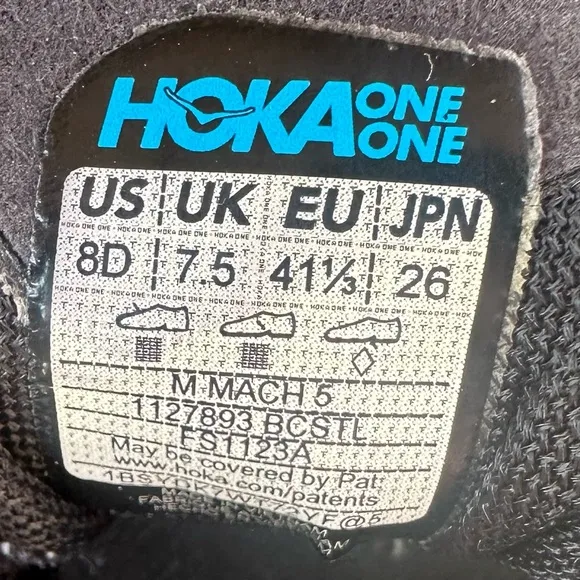 HOKA ONE ONE
US UK EU JPN
8D 7.5 41⅓ 26
M MACH 5
1127893 BCSTL
FS1123A
May be covered by Pat:
www.hoka.com/patents